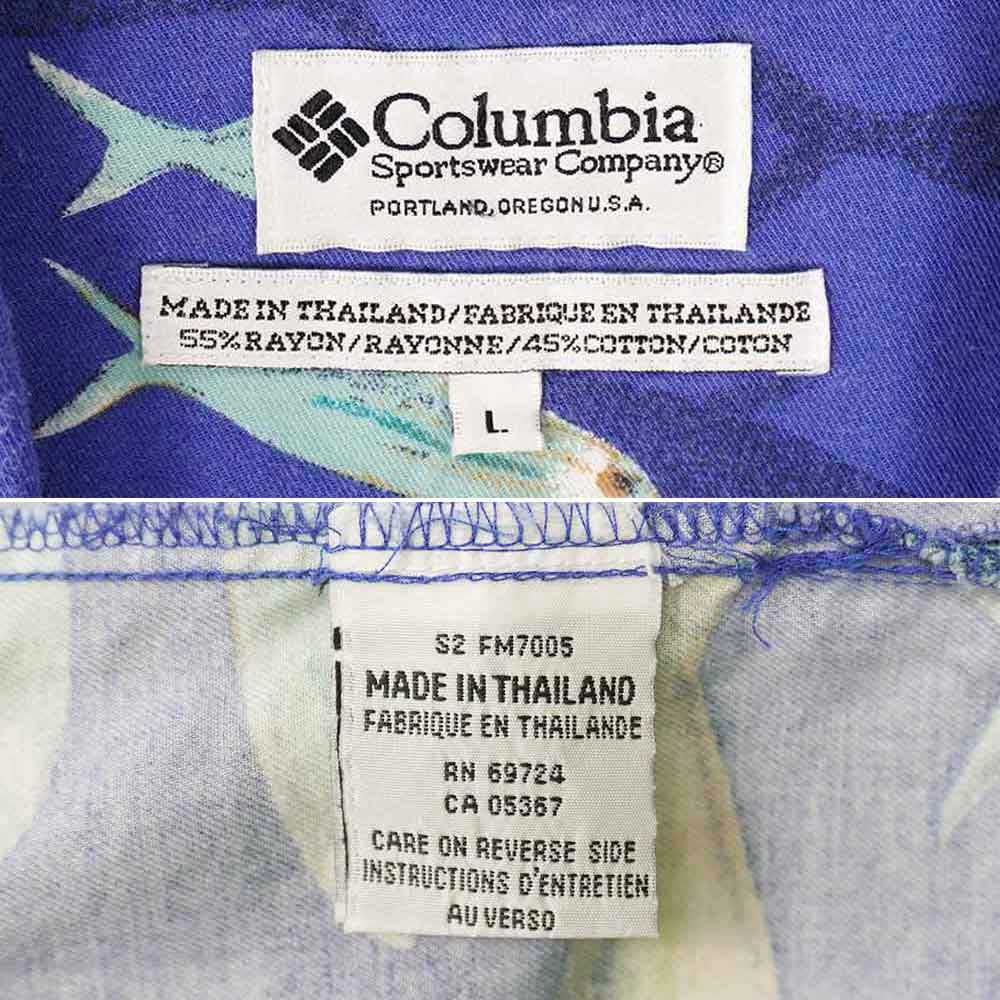 Columbia
Sportswear Company®
PORTLAND, OREGON U.S.A.
MADE IN THAILAND/FABRIQUE EN THAILANDE
55% RAYON/RAYONNE/45% COTTON/COTON
L.
S2 FM7005
MADE IN THAILAND
FABRIQUE EN THAILANDE
RN 69724
CA 05367
CARE ON REVERSE SIDE
INSTRUCTIONS D'ENTRETIEN
AU VERSO